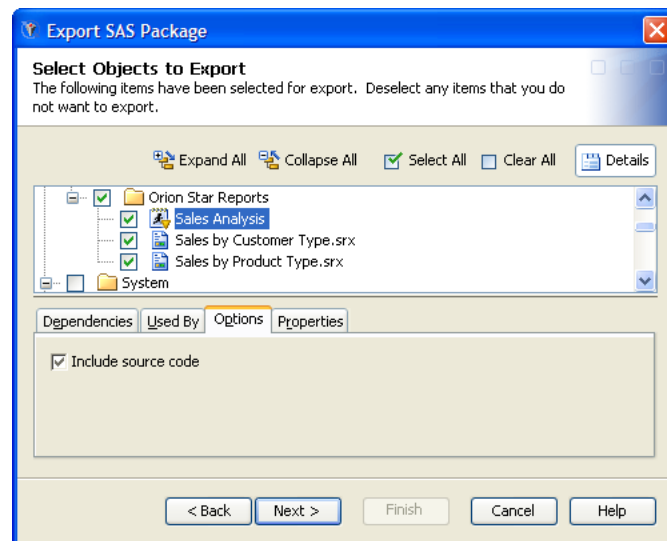 Export SAS Package
Select Objects to Export
The following items have been selected for export. Deselect any items that you do
not want to export.
Expand All Collapse All Select All Clear All Details
Orion Star Reports
Sales Analysis
Sales by Customer Type.srx
Sales by Product Type.srx
System
Dependencies Used By Options Properties
Include source code
< Back Next > Finish Cancel Help